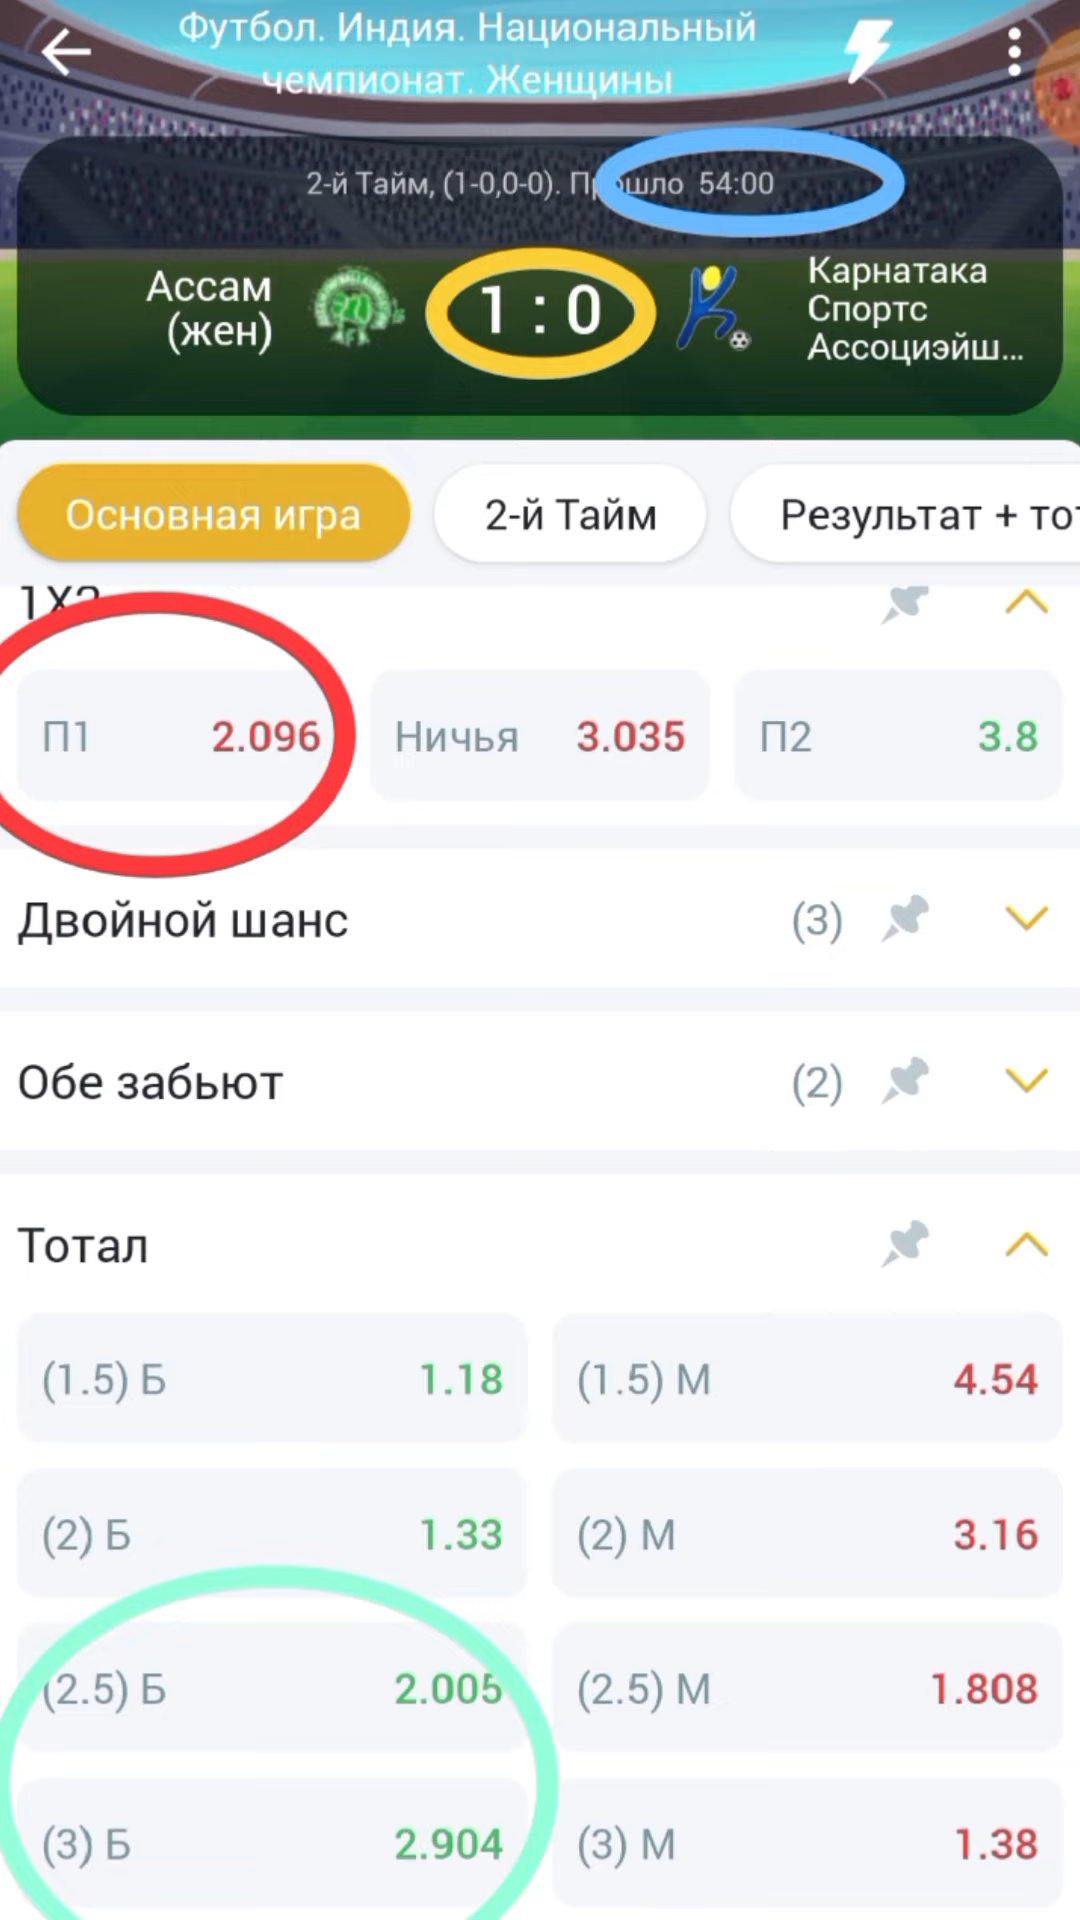 Футбол. Индия. Национальный
чемпионат. Женщины
2-й Тайм, (1-0,0-0). Прошло 54:00
Ассам
(жен)
1 : 0
Карнатака
Спортс
Ассоциэйш...
Основная игра
2-й Тайм
Результат + тот
1X2
П1 2.096
Ничья 3.035
П2 3.8
Двойной шанс (3)
Обе забьют (2)
Тотал
(1.5) Б 1.18
(1.5) М 4.54
(2) Б 1.33
(2) М 3.16
(2.5) Б 2.005
(2.5) М 1.808
(3) Б 2.904
(3) М 1.38